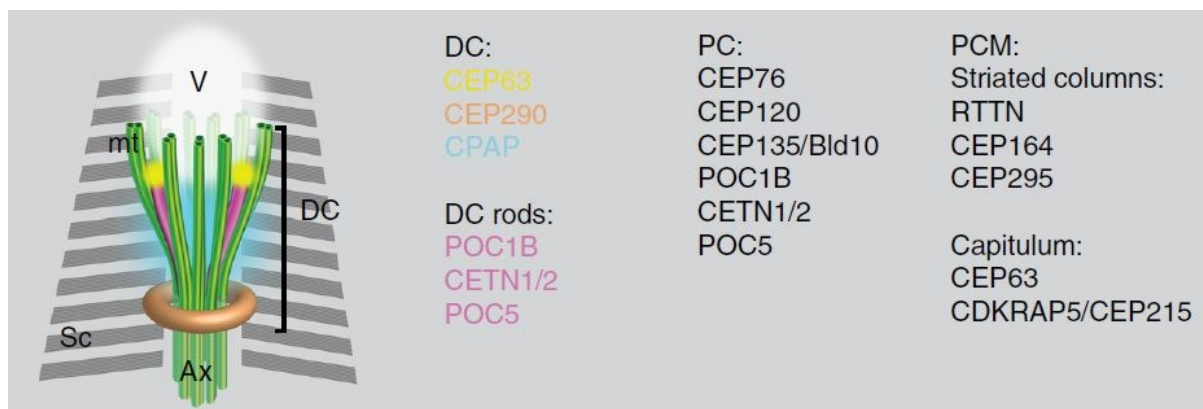 V
mt
DC
Sc
Ax
DC:
CEP63
CEP290
CPAP
DC rods:
POC1B
CETN1/2
POC5
PC:
CEP76
CEP120
CEP135/Bld10
POC1B
CETN1/2
POC5
PCM:
Striated columns:
RTTN
CEP164
CEP295
Capitulum:
CEP63
CDKRAP5/CEP215